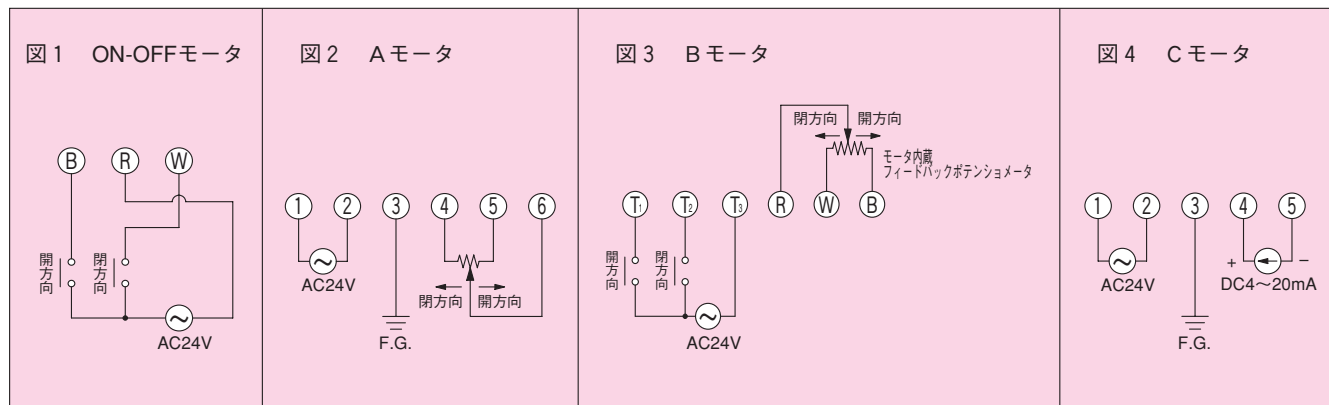 図1 ON-OFFモータ
B R W
開方向
閉方向
AC24V
図2 Aモータ
1 2 3 4 5 6
AC24V
閉方向 開方向
F.G.
図3 Bモータ
閉方向 開方向
モータ内蔵
フィードバックポテンショメータ
T1 T2 T3 R W B
開方向
閉方向
AC24V
図4 Cモータ
1 2 3 4 5
+ −
AC24V DC4〜20mA
F.G.